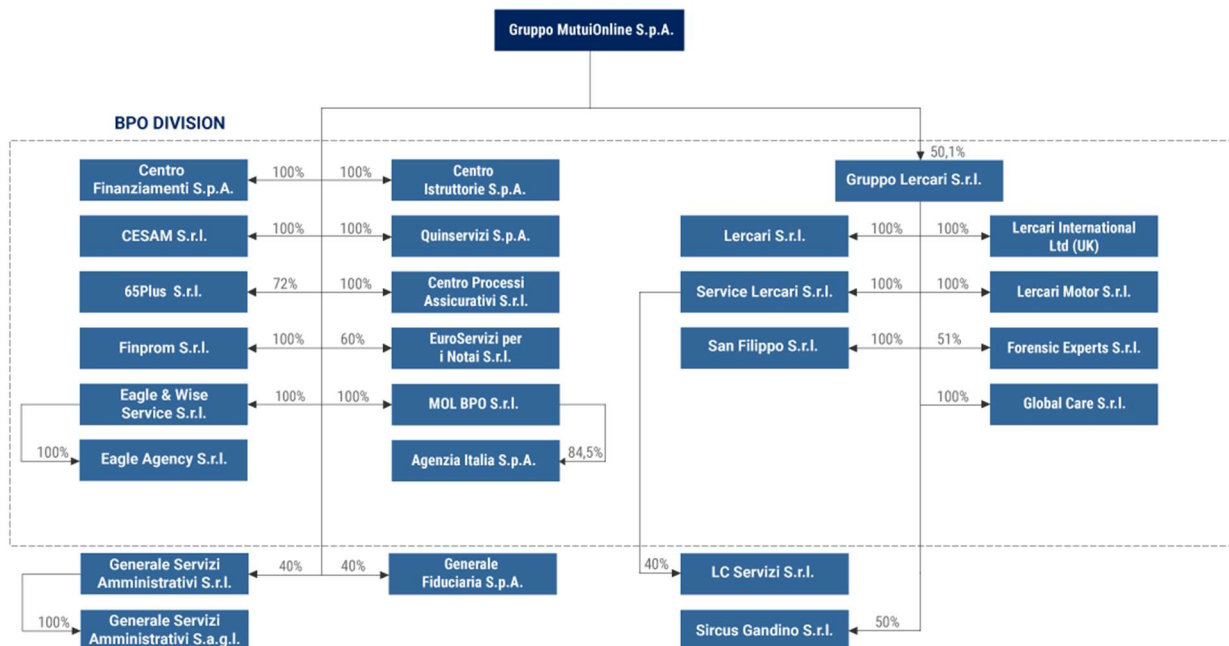 Gruppo MutuiOnline S.p.A.
BPO DIVISION
50,1%
Centro
Finanziamenti S.p.A.
100%
100%
Centro
Istruttorie S.p.A.
Gruppo Lercari S.r.l.
CESAM S.r.l.
100%
100%
Quinservizi S.p.A.
Lercari S.r.l.
100%
100%
Lercari International
Ltd (UK)
65Plus S.r.l.
72%
100%
Centro Processi
Assicurativi S.r.l.
Service Lercari S.r.l.
100%
100%
Lercari Motor S.r.l.
Finprom S.r.l.
100%
60%
EuroServizi per
i Notai S.r.l.
San Filippo S.r.l.
100%
51%
Forensic Experts S.r.l.
Eagle & Wise
Service S.r.l.
100%
100%
MOL BPO S.r.l.
100%
Global Care S.r.l.
100%
Eagle Agency S.r.l.
Agenzia Italia S.p.A.
84,5%
Generale Servizi
Amministrativi S.r.l.
40%
40%
Generale
Fiduciaria S.p.A.
40%
LC Servizi S.r.l.
100%
Generale Servizi
Amministrativi S.a.g.l.
Sircus Gandino S.r.l.
50%